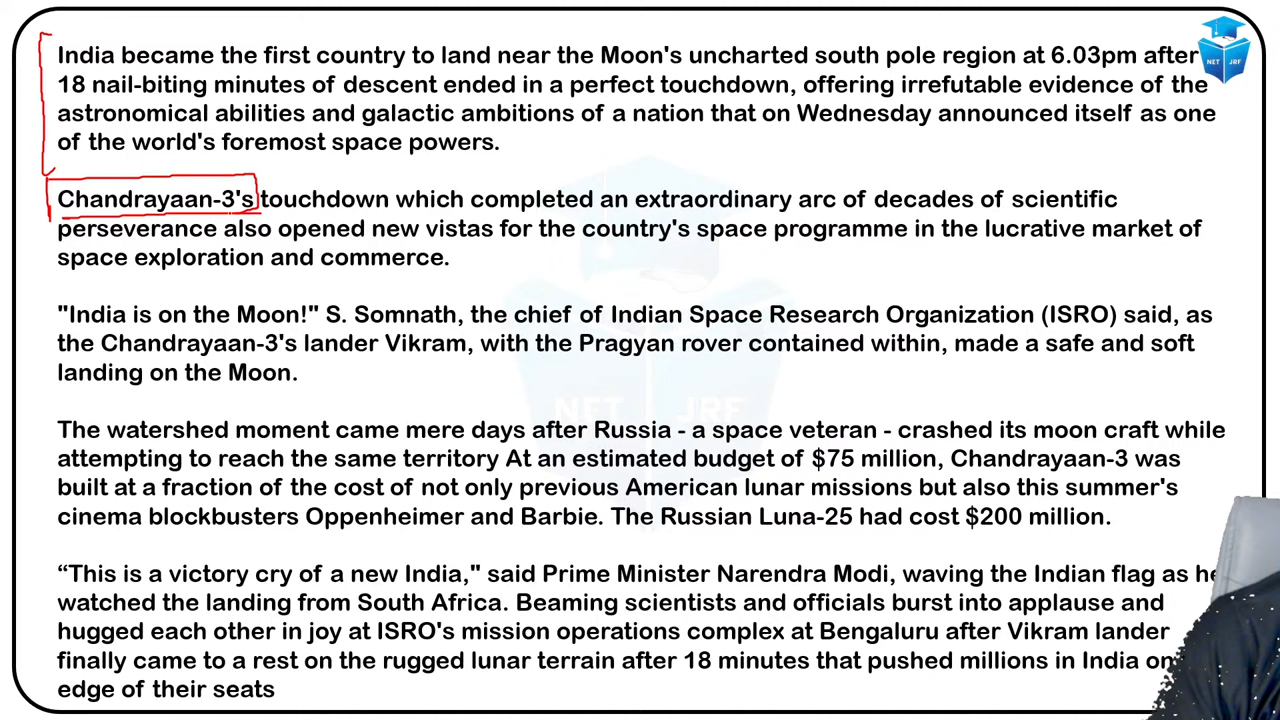 India became the first country to land near the Moon's uncharted south pole region at 6.03pm after
18 nail-biting minutes of descent ended in a perfect touchdown, offering irrefutable evidence of the
astronomical abilities and galactic ambitions of a nation that on Wednesday announced itself as one
of the world's foremost space powers.
Chandrayaan-3's touchdown which completed an extraordinary arc of decades of scientific
perseverance also opened new vistas for the country's space programme in the lucrative market of
space exploration and commerce.
"India is on the Moon!" S. Somnath, the chief of Indian Space Research Organization (ISRO) said, as
the Chandrayaan-3's lander Vikram, with the Pragyan rover contained within, made a safe and soft
landing on the Moon.
The watershed moment came mere days after Russia - a space veteran - crashed its moon craft while
attempting to reach the same territory At an estimated budget of $75 million, Chandrayaan-3 was
built at a fraction of the cost of not only previous American lunar missions but also this summer's
cinema blockbusters Oppenheimer and Barbie. The Russian Luna-25 had cost $200 million.
“This is a victory cry of a new India," said Prime Minister Narendra Modi, waving the Indian flag as he
watched the landing from South Africa. Beaming scientists and officials burst into applause and
hugged each other in joy at ISRO's mission operations complex at Bengaluru after Vikram lander
finally came to a rest on the rugged lunar terrain after 18 minutes that pushed millions in India on
edge of their seats
NET JRF
NET JRF